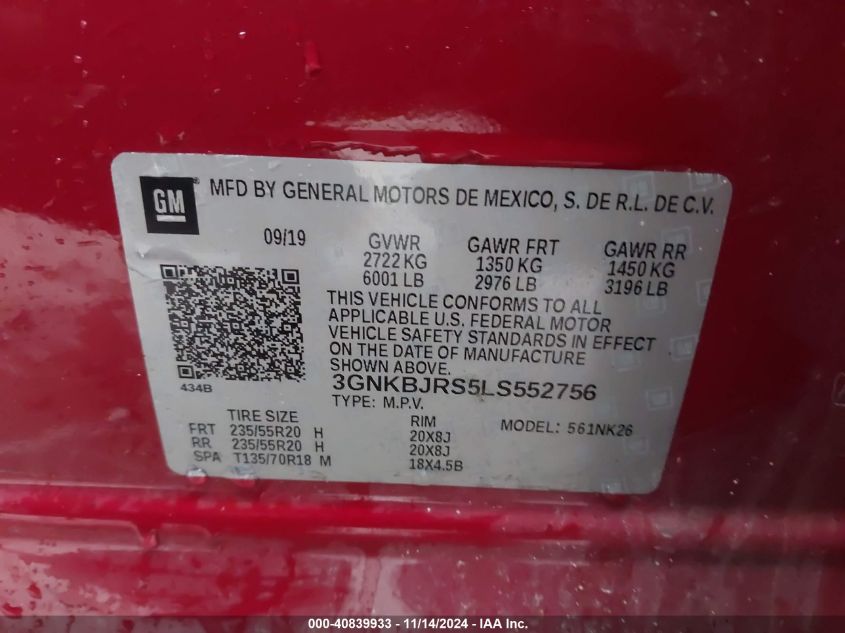 GM ® MFD BY GENERAL MOTORS DE MEXICO, S. DE R.L. DE C.V.
09/19 GVWR GAWR FRT GAWR RR
2722 KG 1350 KG 1450 KG
6001 LB 2976 LB 3196 LB
THIS VEHICLE CONFORMS TO ALL
APPLICABLE U.S. FEDERAL MOTOR
VEHICLE SAFETY STANDARDS IN EFFECT
ON THE DATE OF MANUFACTURE
SHOWN ABOVE.
434B 3GNKBJRS5LS552756
TYPE: M.P.V.
TIRE SIZE RIM MODEL: 561NK26
FRT 235/55R20 H 20X8J
RR 235/55R20 H 20X8J
SPA T135/70R18 M 18X4.5B
000-40839933 - 11/14/2024 - IAA Inc.